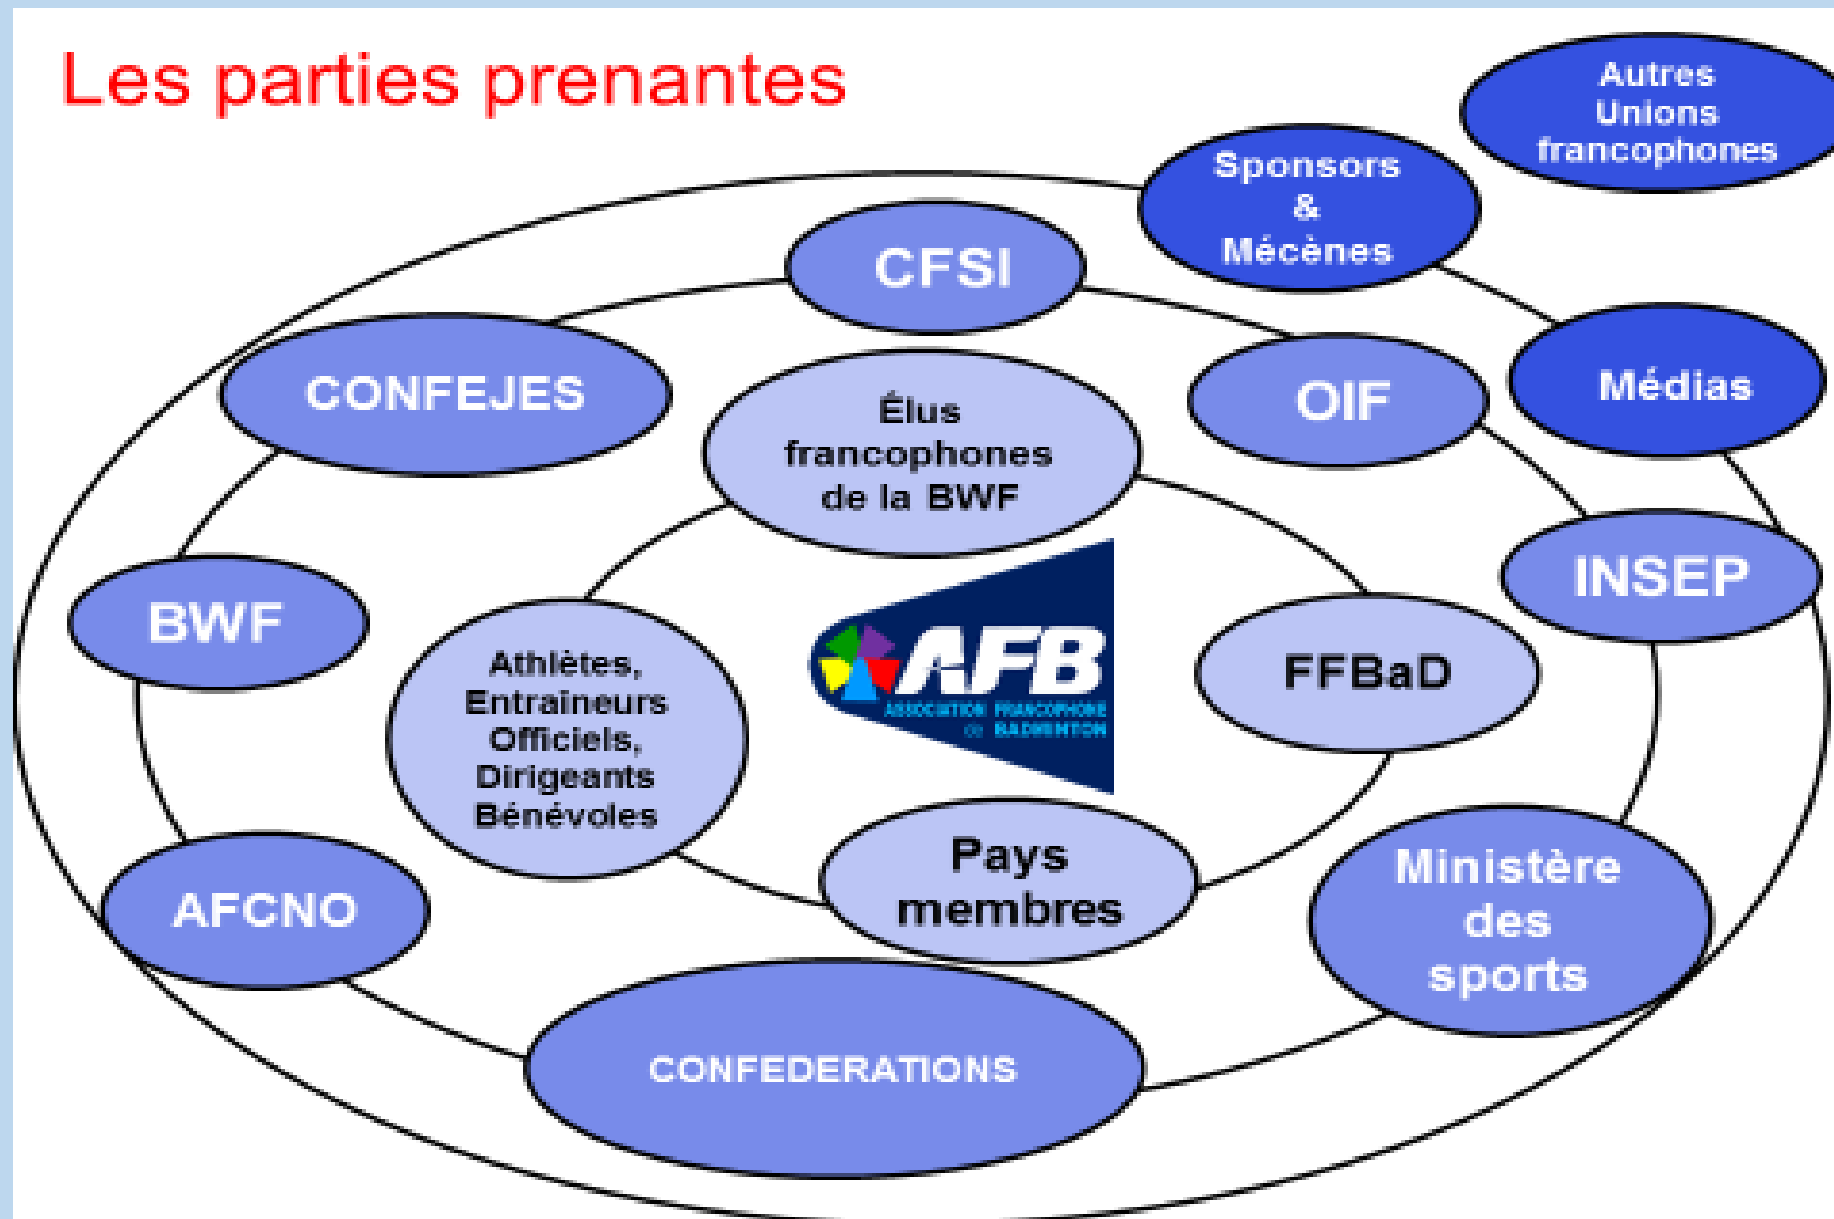 Les parties prenantes
Autres
Unions
francophones
Sponsors
&
Mécènes
CFSI
CONFEJES
OIF
Médias
Élus
francophones
de la BWF
INSEP
BWF
Athlètes,
Entraineurs
Officiels,
Dirigeants
Bénévoles
AFB
ASSOCIATION FRANCOPHONE
de BADMINTON
FFBaD
Pays
membres
Ministère
des
sports
AFCNO
CONFEDERATIONS